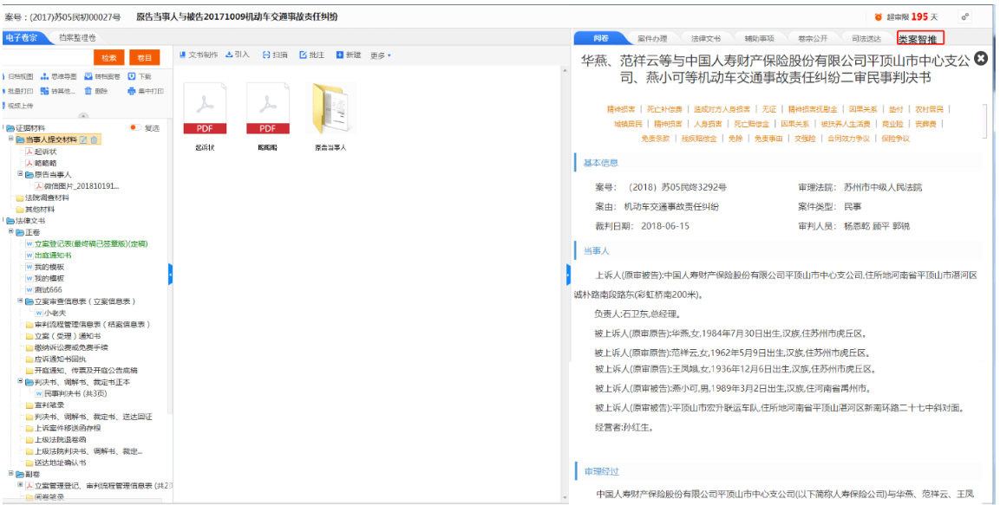 案号：(2017)苏05民初00027号 原告当事人与被告20171009机动车交通事故责任纠纷
超审限 195 天
电子卷宗 档案整理卷
检索 卷目
归档视图 思维导图 转档案卷 下载
批量打印 转其他... 删除 集中打印
视频上传
证据材料 复选
当事人提交材料
起诉状
略略略
原告当事人
微信图片_201810191...
法院调查材料
其他材料
法律文书
正卷
立案登记表(最终稿已签章版)(定稿)
出庭通知书
我的模板
我的模板
测试666
立案审查信息表（立案信息表）
小老夫
审判流程管理信息表（结案信息表）
立案（受理）通知书
缴纳诉讼费或免费手续
应诉通知书回执
开庭通知、传票及开庭公告底稿
判决书、调解书、裁定书正本
民事判决书 (共3页)
宣判笔录
判决书、调解书、裁定书、送达回证
上诉案件移送函存根
上级法院退卷函
上级法院判决书、调解书、裁定...
送达地址确认书
副卷
立案管理登记、审判流程管理信息表 (共2
阅卷笔录
文书制作 引入 扫描 批注 新建 更多
PDF PDF
起诉状 略略略 原告当事人
问卷 案件办理 法律文书 辅助事项 卷宗公开 司法送达 类案智推
华燕、范祥云等与中国人寿财产保险股份有限公司平顶山市中心支公
司、燕小可等机动车交通事故责任纠纷二审民事判决书
精神损害 | 死亡补偿费 | 造成对方人身损害 | 无证 | 精神损害抚慰金 | 因果关系 | 垫付 | 农村居民 |
城镇居民 | 精神损害 | 人身损害 | 死亡赔偿金 | 因果关系 | 被扶养人生活费 | 商业险 | 丧葬费 |
免责条款 | 残疾赔偿金 | 免除 | 免责事由 | 交强险 | 合同效力争议 | 保险争议
基本信息
案号： （2018）苏05民终3292号 审理法院： 苏州市中级人民法院
案由： 机动车交通事故责任纠纷 案件类型： 民事
裁判日期： 2018-06-15 审判人员： 杨恩乾 顾平 郭锐
当事人
上诉人(原审被告):中国人寿财产保险股份有限公司平顶山市中心支公司,住所地河南省平顶山市湛河区
诚朴路南段路东(彩虹桥南200米)。
负责人:石卫东,总经理。
被上诉人(原审原告):华燕,女,1984年7月30日出生,汉族,住苏州市虎丘区。
被上诉人(原审原告):范祥云,女,1962年5月9日出生,汉族,住苏州市虎丘区。
被上诉人(原审原告):王凤娥,女,1936年12月6日出生,汉族,住苏州市虎丘区。
被上诉人(原审被告):燕小可,男,1989年3月2日出生,汉族,住河南省禹州市。
被上诉人(原审被告):平顶山市宏升联运车队,住所地河南省平顶山湛河区新南环路二十七中斜对面。
经营者:孙红生。
审理经过
中国人寿财产保险股份有限公司平顶山市中心支公司(以下简称人寿保险公司)与华燕、范祥云、王凤